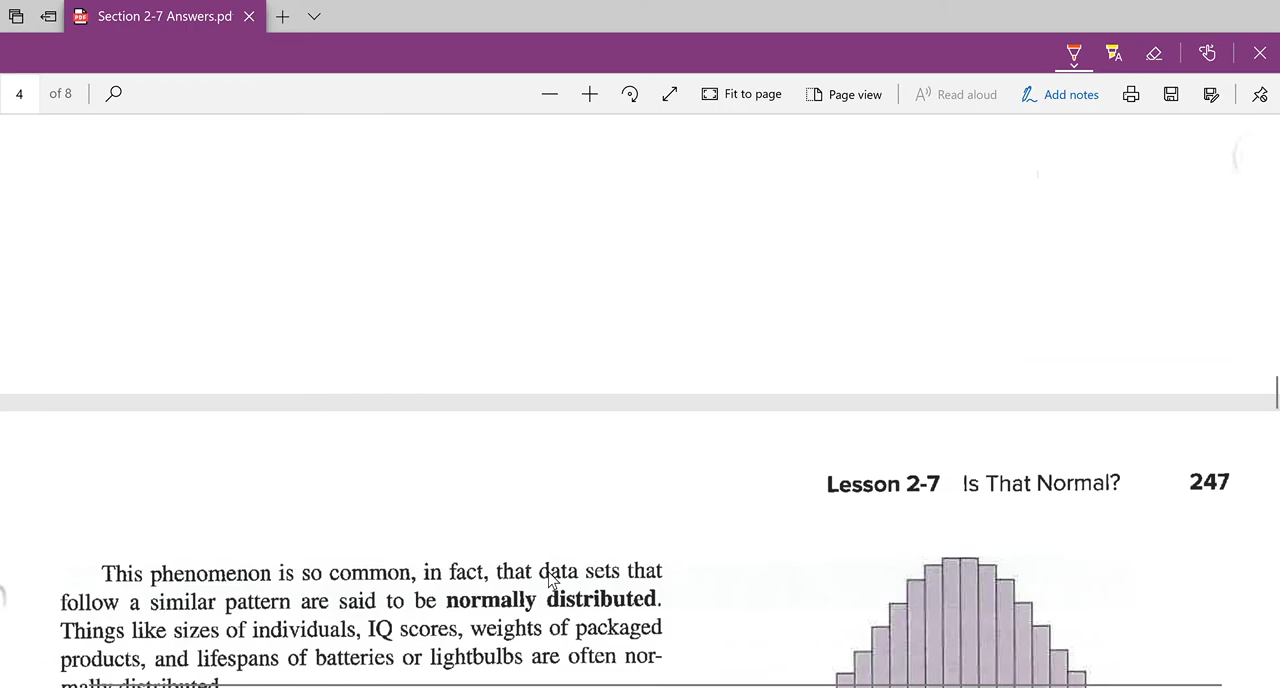 Section 2-7 Answers.pd
4 of 8 Fit to page Page view Read aloud Add notes
Lesson 2-7 Is That Normal? 247
This phenomenon is so common, in fact, that data sets that
follow a similar pattern are said to be normally distributed.
Things like sizes of individuals, IQ scores, weights of packaged
products, and lifespans of batteries or lightbulbs are often nor-
mally distributed.